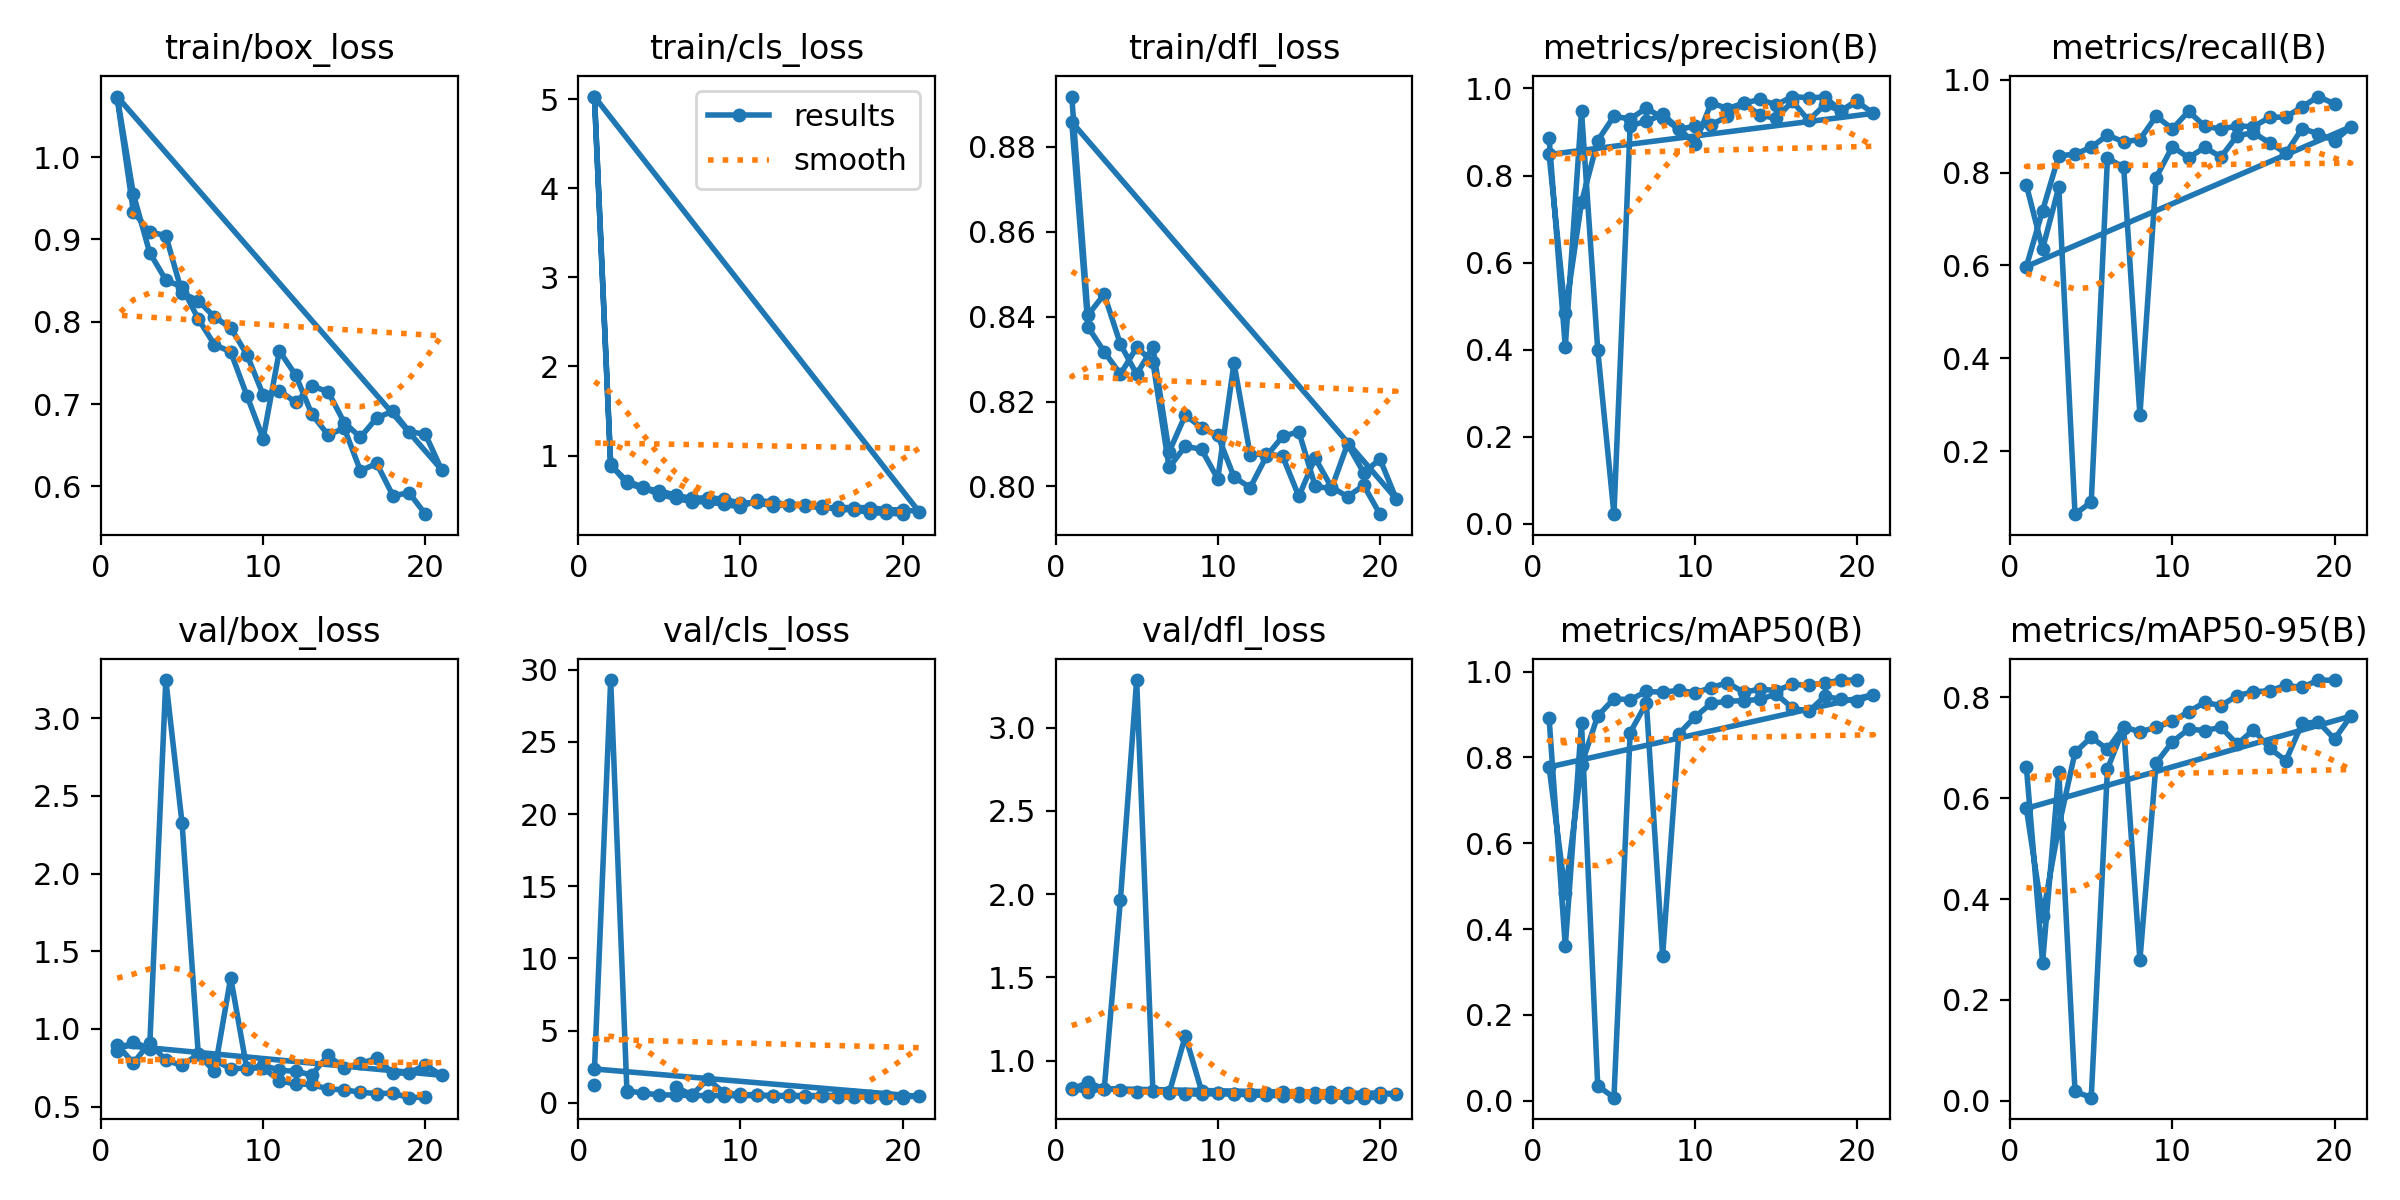 train/box_loss
1.0
0.9
0.8
0.7
0.6
0 10 20
train/cls_loss
results
smooth
5
4
3
2
1
0 10 20
train/dfl_loss
0.88
0.86
0.84
0.82
0.80
0 10 20
metrics/precision(B)
1.0
0.8
0.6
0.4
0.2
0.0
0 10 20
metrics/recall(B)
1.0
0.8
0.6
0.4
0.2
0 10 20
val/box_loss
3.0
2.5
2.0
1.5
1.0
0.5
0 10 20
val/cls_loss
30
25
20
15
10
5
0
0 10 20
val/dfl_loss
3.0
2.5
2.0
1.5
1.0
0 10 20
metrics/mAP50(B)
1.0
0.8
0.6
0.4
0.2
0.0
0 10 20
metrics/mAP50-95(B)
0.8
0.6
0.4
0.2
0.0
0 10 20